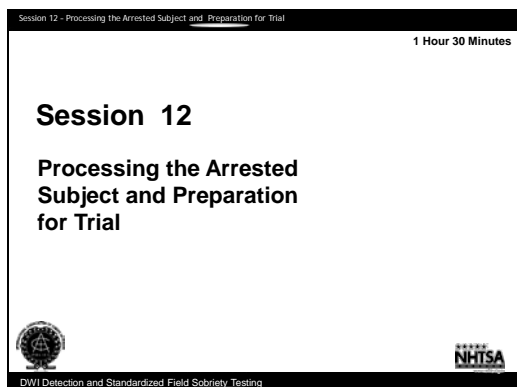 Session 12 - Processing the Arrested Subject and Preparation for Trial
1 Hour 30 Minutes
Session 12
Processing the Arrested
Subject and Preparation
for Trial
NHTSA
DWI Detection and Standardized Field Sobriety Testing